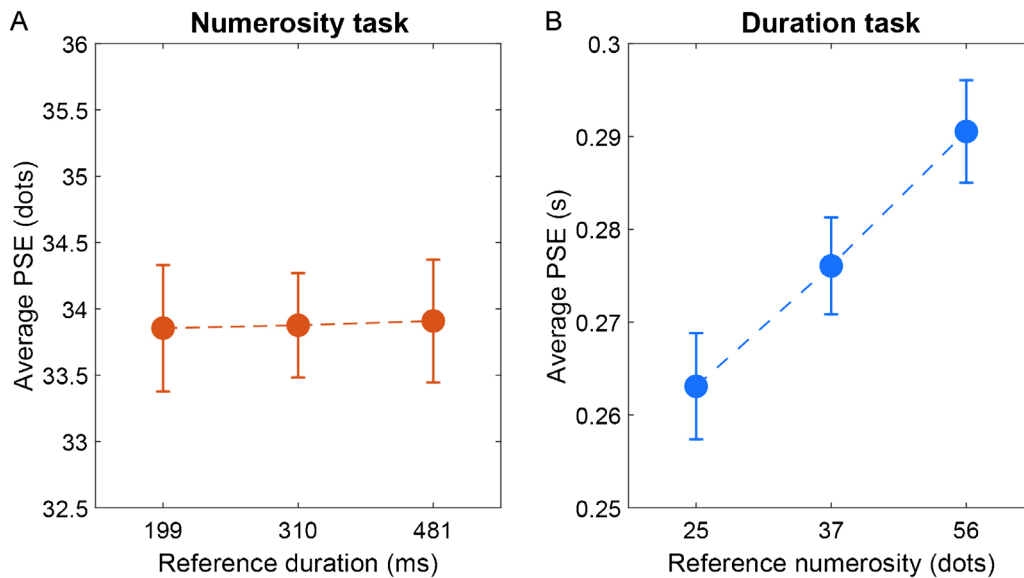 A
Numerosity task
Average PSE (dots)
36
35.5
35
34.5
34
33.5
33
32.5
199 310 481
Reference duration (ms)
B
Duration task
Average PSE (s)
0.3
0.29
0.28
0.27
0.26
0.25
25 37 56
Reference numerosity (dots)